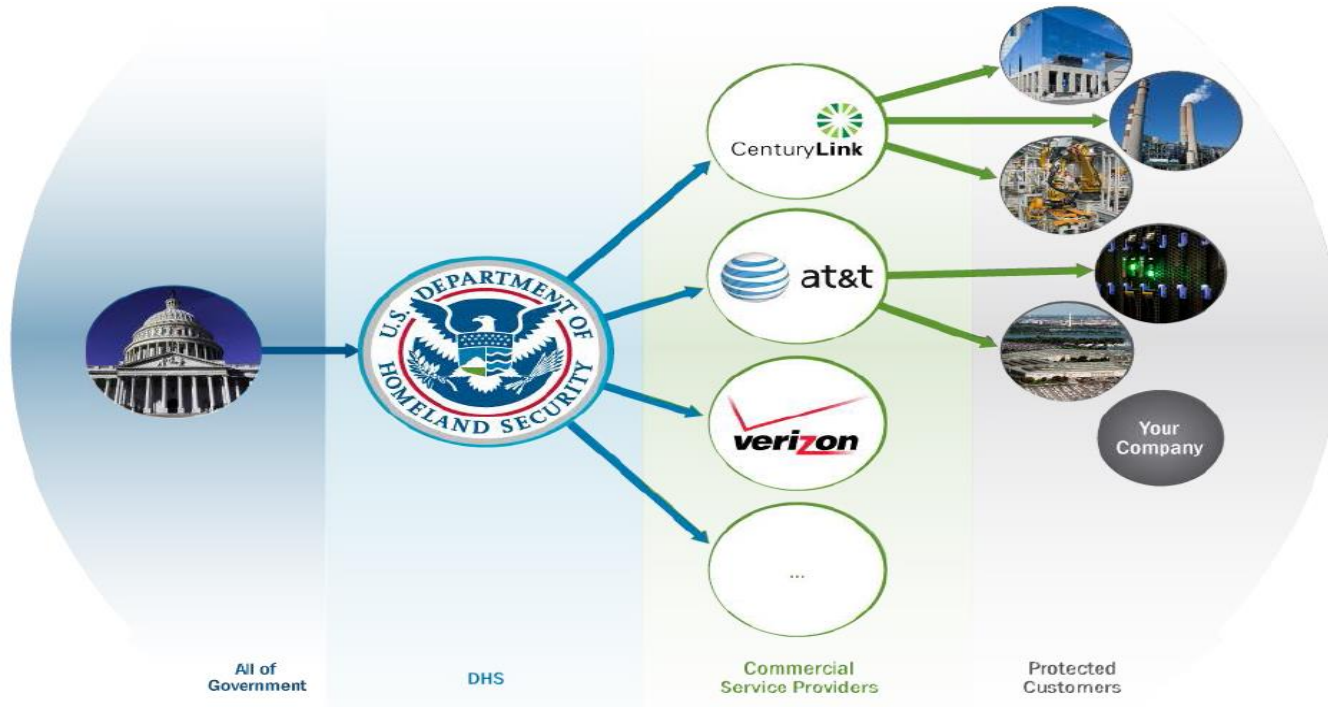 U.S. DEPARTMENT OF
HOMELAND SECURITY
CenturyLink
at&t
verizon
...
Your
Company
All of
Government
DHS
Commercial
Service Providers
Protected
Customers